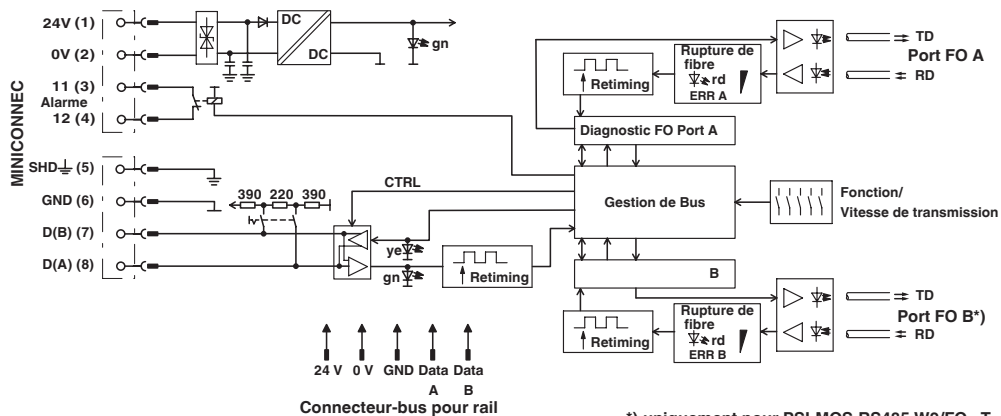 24V (1)
0V (2)
11 (3)
Alarme
12 (4)
MINICONNEC
SHD (5)
GND (6)
D(B) (7)
D(A) (8)
DC
DC
gn
390 220 390
CTRL
ye
gn
Retiming
Retiming
Rupture de
fibre
rd
ERR A
TD
Port FO A
RD
Diagnostic FO Port A
Gestion de Bus
Fonction/
Vitesse de transmission
B
Retiming
Rupture de
fibre
rd
ERR B
TD
Port FO B*)
RD
24 V 0 V GND Data Data
A B
Connecteur-bus pour rail